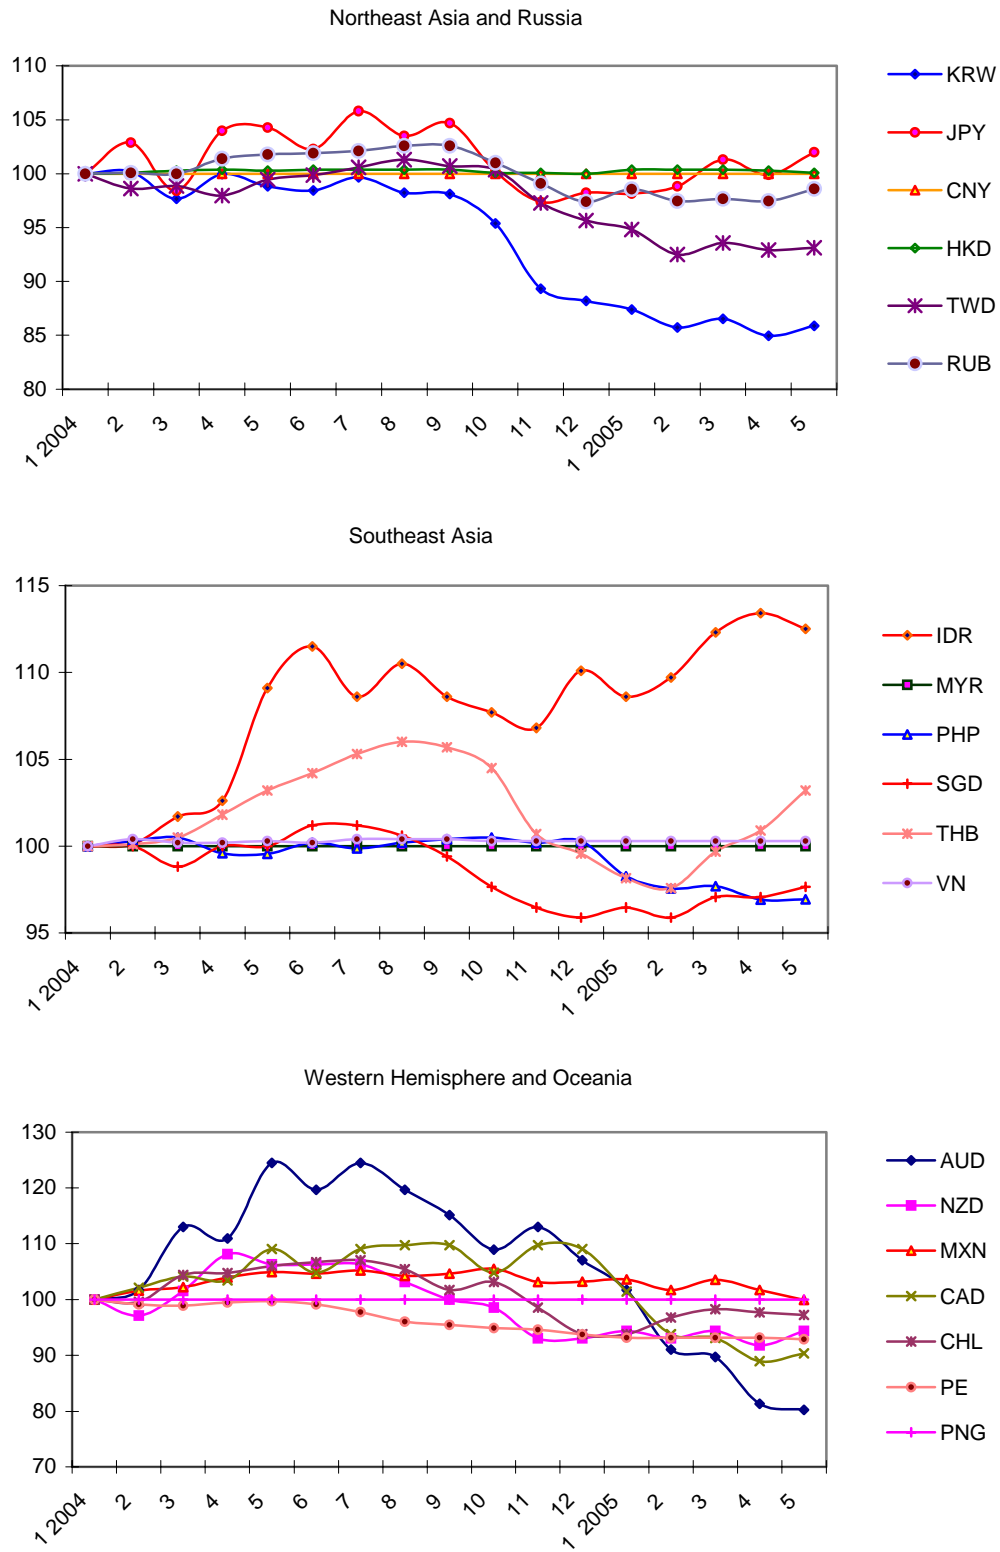 Northeast Asia and Russia
110
105
100
95
90
85
80
1 2004 2 3 4 5 6 7 8 9 10 11 12 1 2005 2 3 4 5
KRW
JPY
CNY
HKD
TWD
RUB
Southeast Asia
115
110
105
100
95
1 2004 2 3 4 5 6 7 8 9 10 11 12 1 2005 2 3 4 5
IDR
MYR
PHP
SGD
THB
VN
Western Hemisphere and Oceania
130
120
110
100
90
80
70
1 2004 2 3 4 5 6 7 8 9 10 11 12 1 2005 2 3 4 5
AUD
NZD
MXN
CAD
CHL
PE
PNG